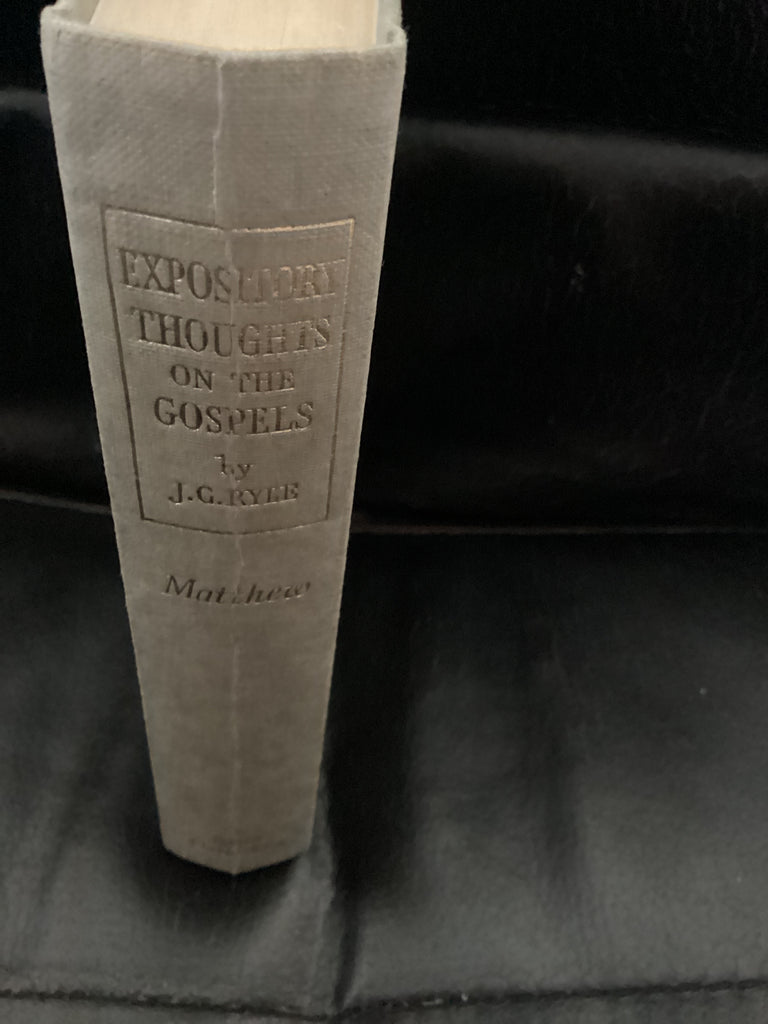 EXPOSITORY
THOUGHTS
ON THE
GOSPELS
by
J.C. RYLE
Matthew